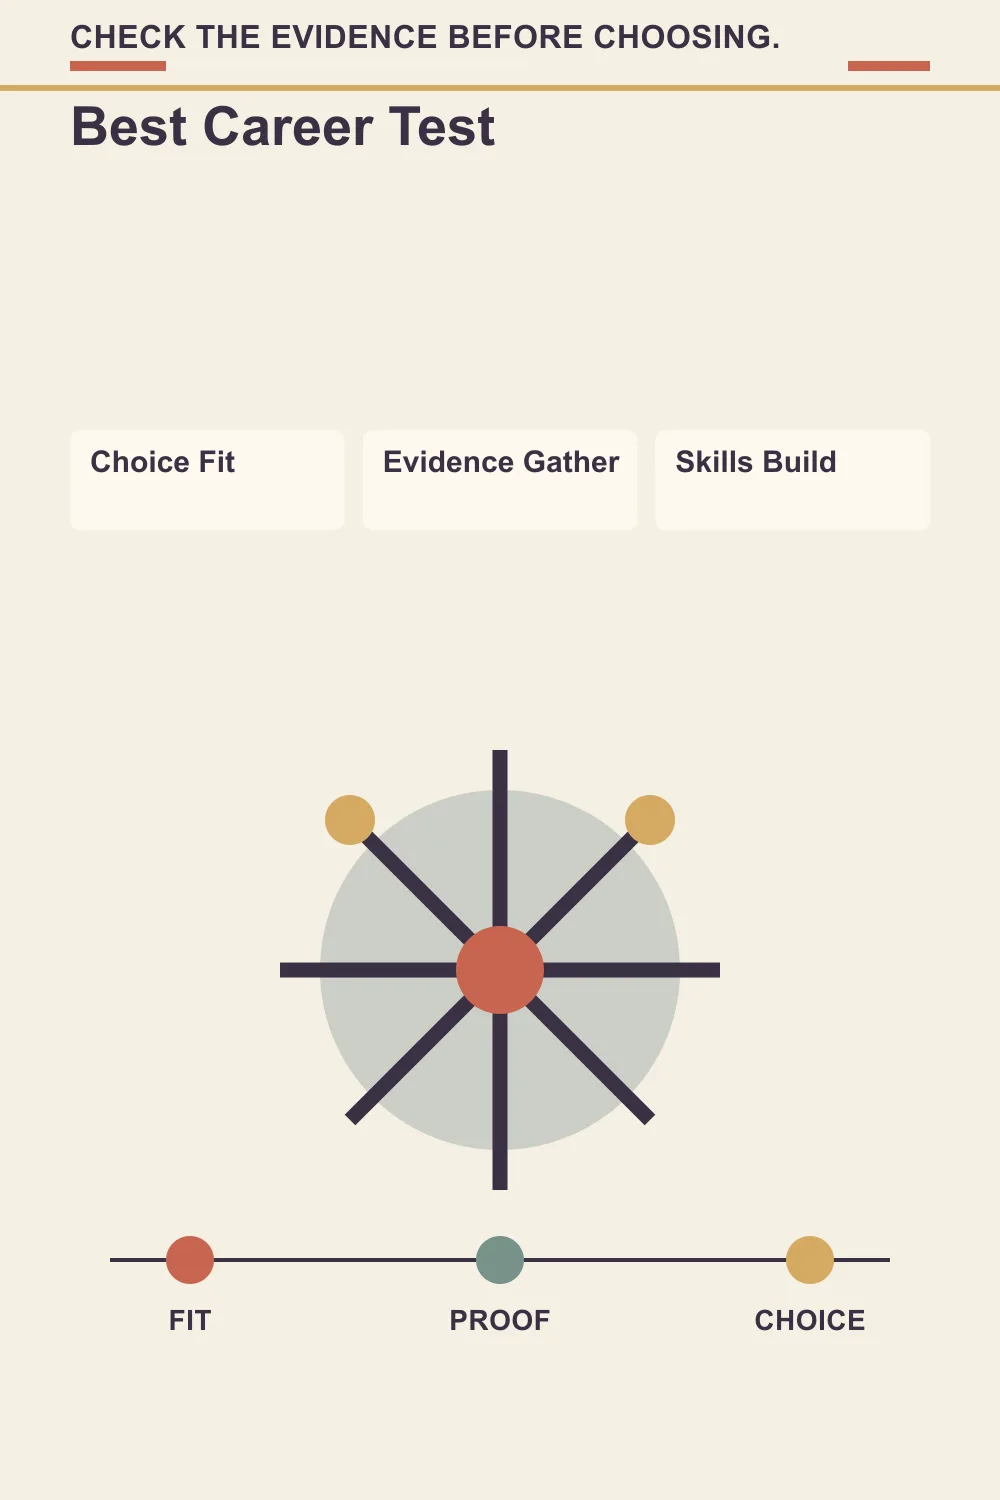 CHECK THE EVIDENCE BEFORE CHOOSING.
Best Career Test
Choice Fit
Evidence Gather
Skills Build
FIT
PROOF
CHOICE